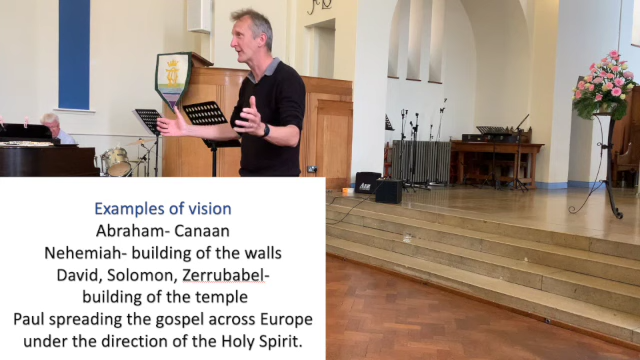 Examples of vision
Abraham- Canaan
Nehemiah- building of the walls
David, Solomon, Zerrubabel-
building of the temple
Paul spreading the gospel across Europe
under the direction of the Holy Spirit.